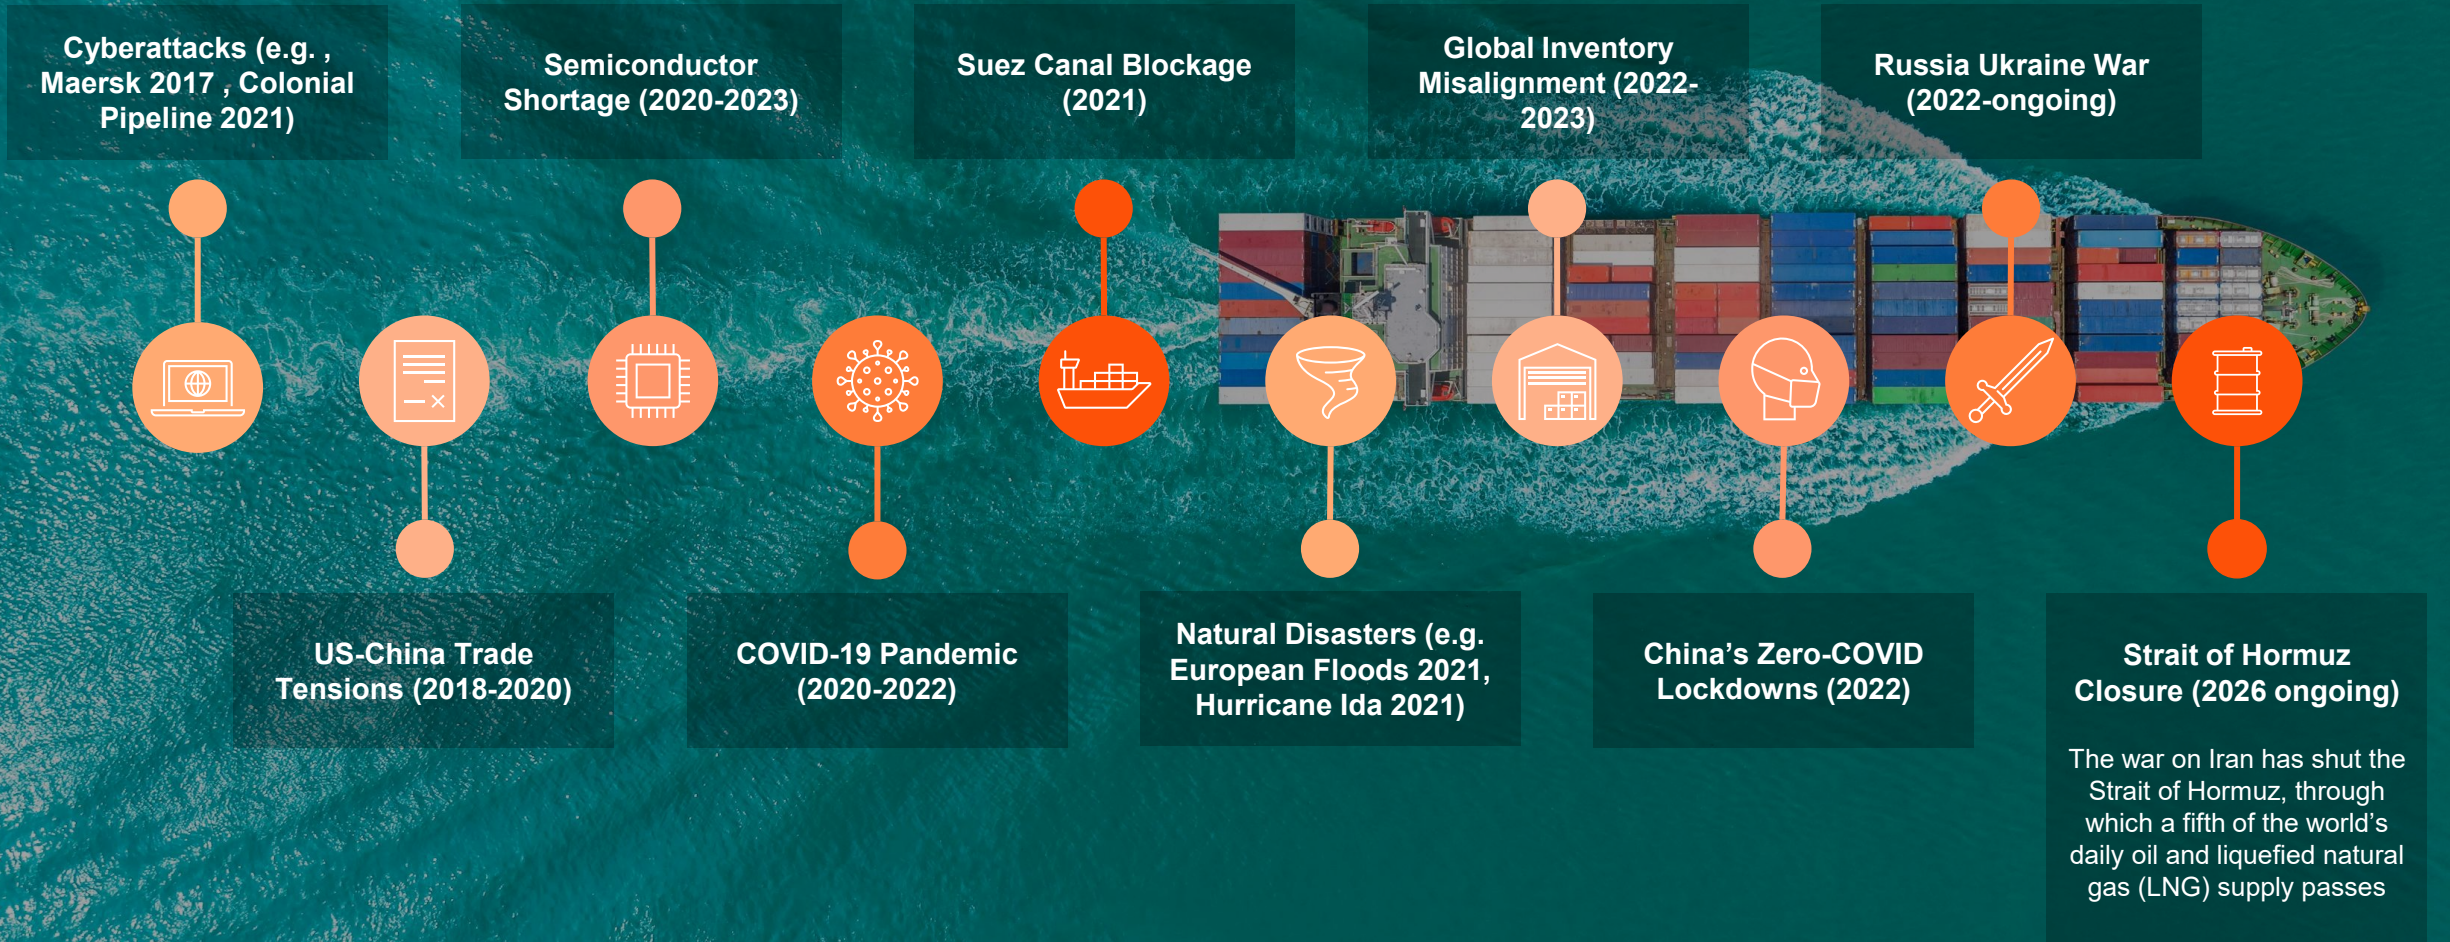 Cyberattacks (e.g. ,
Maersk 2017 , Colonial
Pipeline 2021)
Semiconductor
Shortage (2020-2023)
Suez Canal Blockage
(2021)
Global Inventory
Misalignment (2022-
2023)
Russia Ukraine War
(2022-ongoing)
US-China Trade
Tensions (2018-2020)
COVID-19 Pandemic
(2020-2022)
Natural Disasters (e.g.
European Floods 2021,
Hurricane Ida 2021)
China’s Zero-COVID
Lockdowns (2022)
Strait of Hormuz
Closure (2026 ongoing)
The war on Iran has shut the
Strait of Hormuz, through
which a fifth of the world’s
daily oil and liquefied natural
gas (LNG) supply passes